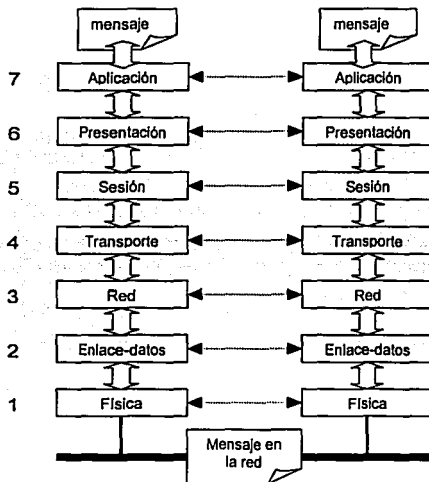 mensaje mensaje
7 Aplicación Aplicación
6 Presentación Presentación
5 Sesión Sesión
4 Transporte Transporte
3 Red Red
2 Enlace-datos Enlace-datos
1 Física Física
Mensaje en
la red